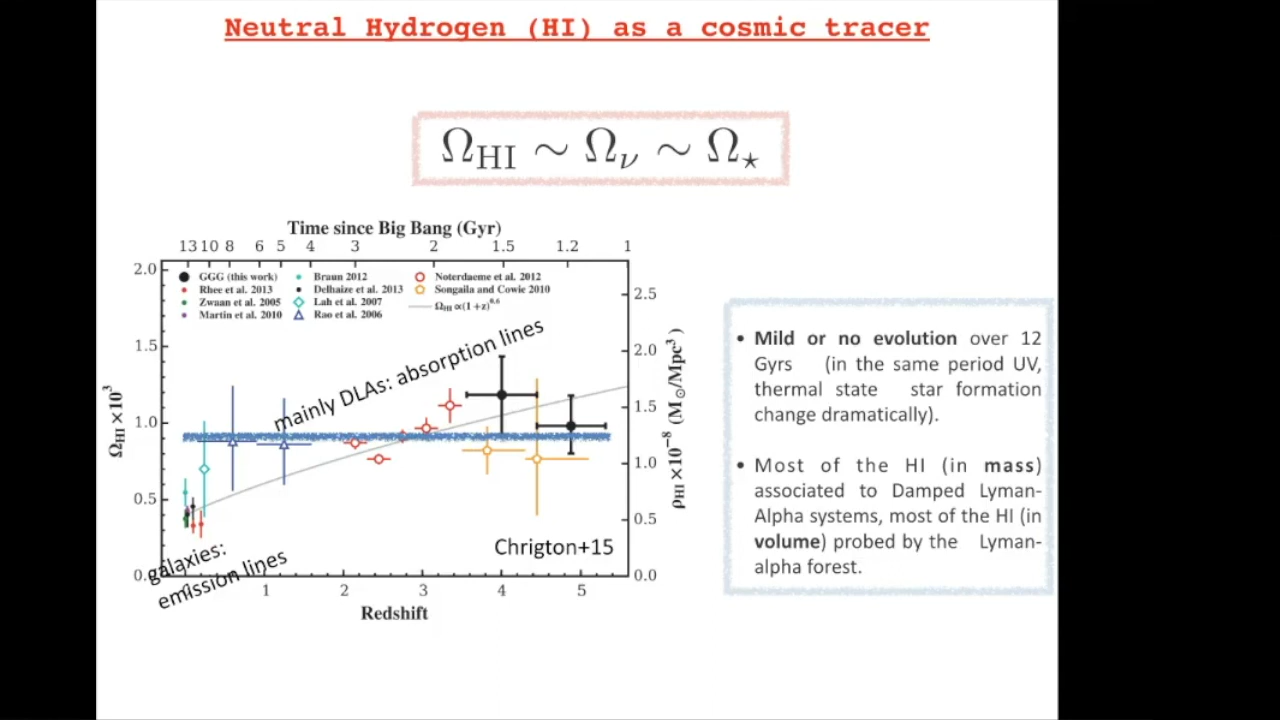 Neutral Hydrogen (HI) as a cosmic tracer
Ω_HI ~ Ω_ν ~ Ω_⋆
Time since Big Bang (Gyr)
13 10 8 6 5 4 3 2 1.5 1.2 1
GGG (this work)
Rhee et al. 2013
Zwaan et al. 2005
Martin et al. 2010
Braun 2012
Delhaize et al. 2013
Lah et al. 2007
Rao et al. 2006
Noterdaeme et al. 2012
Songaila and Cowie 2010
Ω_HI ∝(1+z)^0.6
2.0
1.5
1.0
0.5
Ω_HI ×10³
2.5
2.0
1.5
1.0
0.5
0.0
ρ_HI ×10⁻⁸ (M_⊙/Mpc³)
mainly DLAs: absorption lines
Chrigton+15
galaxies:
emission lines
1 2 3 4 5
Redshift
• Mild or no evolution over 12
Gyrs (in the same period UV,
thermal state star formation
change dramatically).
• Most of the HI (in mass)
associated to Damped Lyman-
Alpha systems, most of the HI (in
volume) probed by the Lyman-
alpha forest.